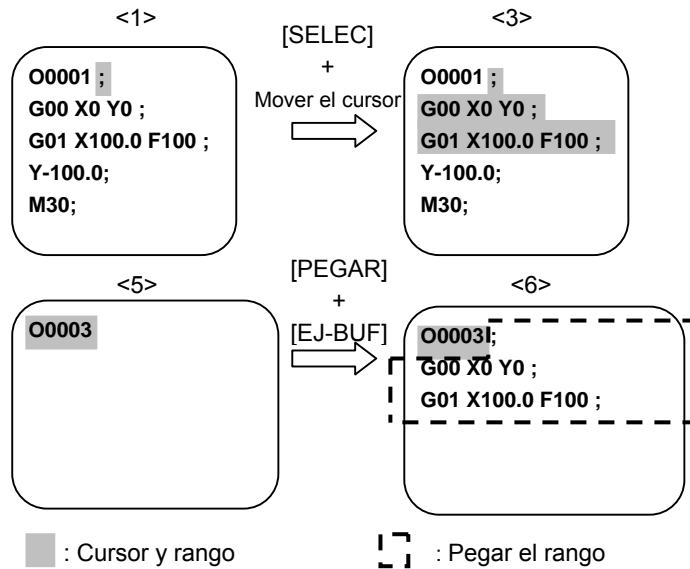 <1>
[SELEC]
+
Mover el cursor
<3>
O0001 ;
G00 X0 Y0 ;
G01 X100.0 F100 ;
Y-100.0;
M30;
O0001 ;
G00 X0 Y0 ;
G01 X100.0 F100 ;
Y-100.0;
M30;
<5>
[PEGAR]
+
[EJ-BUF]
<6>
O0003
O0003 ;
G00 X0 Y0 ;
G01 X100.0 F100 ;
: Cursor y rango
: Pegar el rango